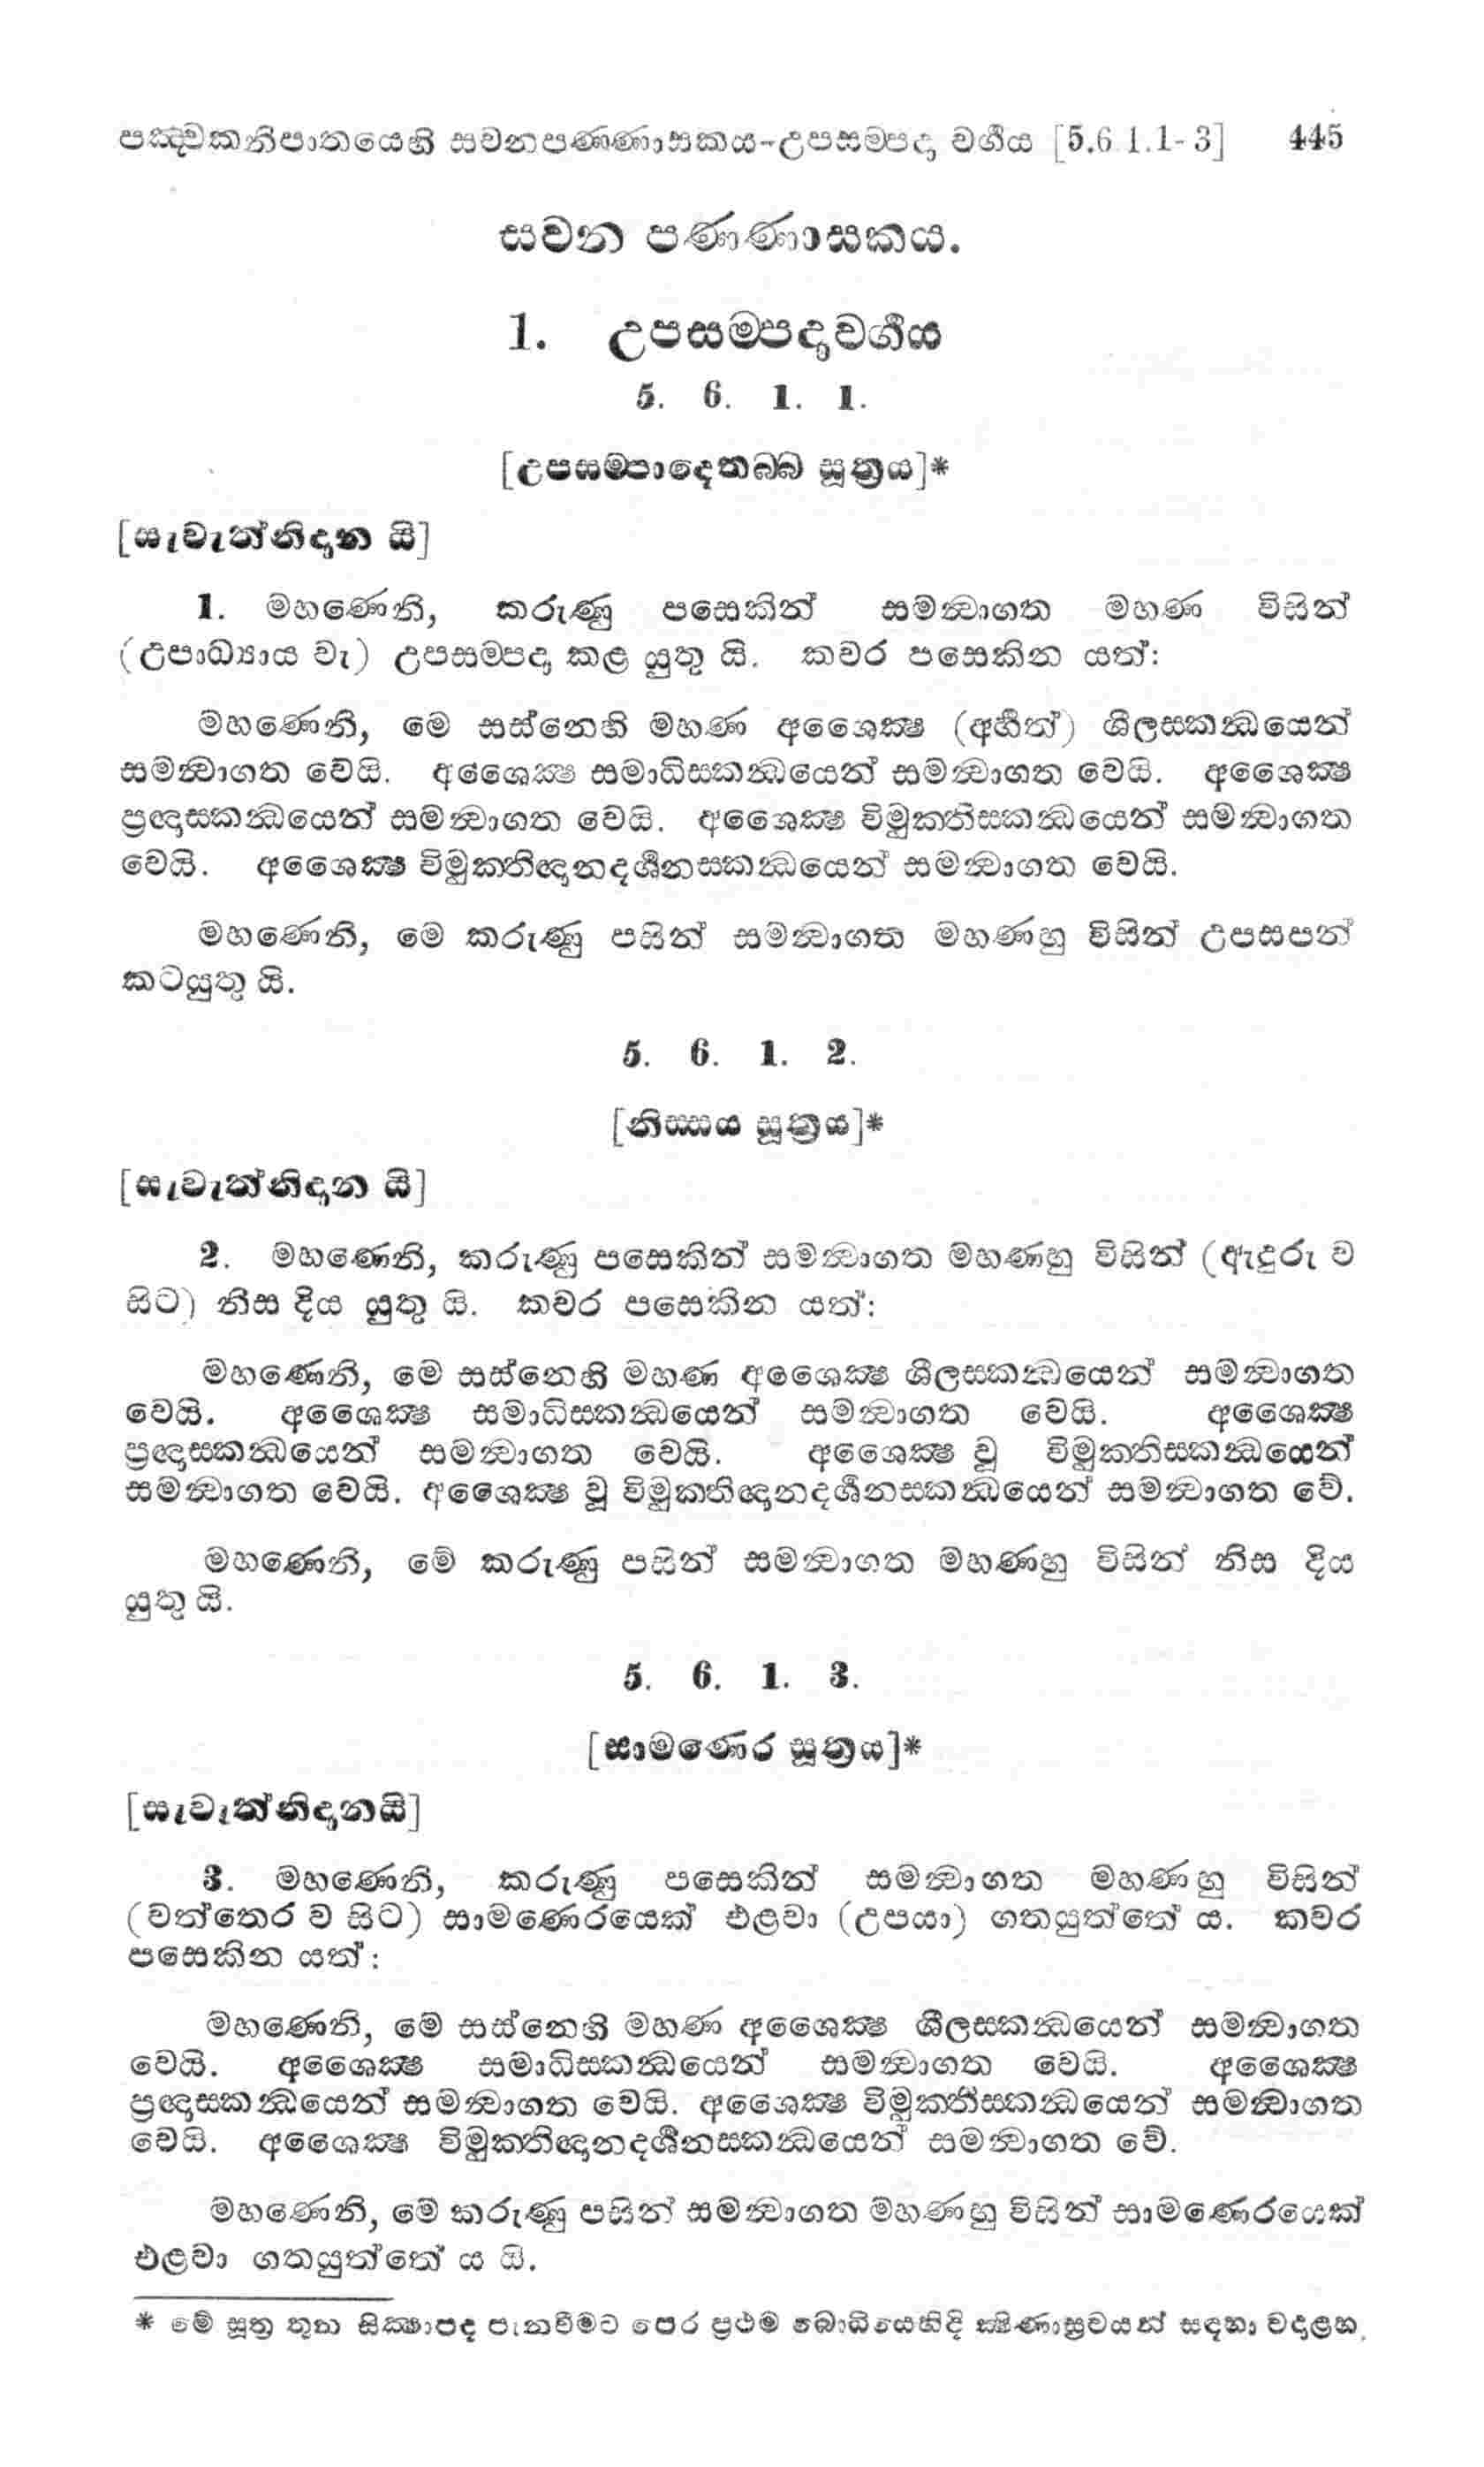 පඤ්චකනිපාතයෙහි සවනපණ්ණාසකය-උපසම්පදා වර්‍ගය [5.6 1.1-3] 445
සවන පණ්ණාසකය.
1. උපසම්පදාවර්‍ගය
5. 6. 1. 1.
[උපසම්පාදෙතබ්බ සූත්‍රය]*
[සැවැත්නිදාන යි]
1. මහණෙනි, කරුණු පසෙකින් සමන්‍වාගත මහණ විසින්
(උපාධ්‍යාය වැ) උපසම්පදා කළ යුතු යි. කවර පසෙකින යත්:
මහණෙනි, මෙ සස්නෙහි මහණ අශෛක්‍ෂ (අර්‍හත්) ශීලස්කන්‍ධයෙන්
සමන්‍වාගත වෙයි. අශෛක්‍ෂ සමාධිස්කන්‍ධයෙන් සමන්‍වාගත වෙයි. අශෛක්‍ෂ
ප්‍රඥාස්කන්‍ධයෙන් සමන්‍වාගත වෙයි. අශෛක්‍ෂ විමුක්තිස්කන්‍ධයෙන් සමන්‍වාගත
වෙයි. අශෛක්‍ෂ විමුක්තිඥානදර්‍ශනස්කන්‍ධයෙන් සමන්‍වාගත වෙයි.
මහණෙනි, මෙ කරුණු පසින් සමන්‍වාගත මහණහු විසින් උපසපන්
කටයුතු යි.
5. 6. 1. 2.
[නිස්සය සූත්‍රය]*
[සැවැත්නිදාන යි]
2. මහණෙනි, කරුණු පසෙකින් සමන්‍වාගත මහණහු විසින් (ඇදුරු ව
සිට) නිස දිය යුතු යි. කවර පසෙකින යත්:
මහණෙනි, මෙ සස්නෙහි මහණ අශෛක්‍ෂ ශීලස්කන්‍ධයෙන් සමන්‍වාගත
වෙයි. අශෛක්‍ෂ සමාධිස්කන්‍ධයෙන් සමන්‍වාගත වෙයි. අශෛක්‍ෂ
ප්‍රඥාස්කන්‍ධයෙන් සමන්‍වාගත වෙයි. අශෛක්‍ෂ වූ විමුක්තිස්කන්‍ධයෙන්
සමන්‍වාගත වෙයි. අශෛක්‍ෂ වූ විමුක්තිඥානදර්‍ශනස්කන්‍ධයෙන් සමන්‍වාගත වේ.
මහණෙනි, මේ කරුණු පසින් සමන්‍වාගත මහණහු විසින් නිස දිය
යුතු යි.
5. 6. 1. 3.
[සාමණෙර සූත්‍රය]*
[සැවැත්නිදානයි]
3. මහණෙනි, කරුණු පසෙකින් සමන්‍වාගත මහණහු විසින්
(වත්තෙර ව සිට) සාමණෙරයෙක් එළවා (උපයා) ගතයුත්තේ ය. කවර
පසෙකින යත්:
මහණෙනි, මේ සස්නෙහි මහණ අශෛක්‍ෂ ශීලස්කන්‍ධයෙන් සමන්‍වාගත
වෙයි. අශෛක්‍ෂ සමාධිස්කන්‍ධයෙන් සමන්‍වාගත වෙයි. අශෛක්‍ෂ
ප්‍රඥාස්කන්‍ධයෙන් සමන්‍වාගත වෙයි. අශෛක්‍ෂ විමුක්තිස්කන්‍ධයෙන් සමන්‍වාගත
වෙයි. අශෛක්‍ෂ විමුක්තිඥානදර්‍ශනස්කන්‍ධයෙන් සමන්‍වාගත වේ.
මහණෙනි, මේ කරුණු පසින් සමන්‍වාගත මහණහු විසින් සාමණෙරයෙක්
එළවා ගතයුත්තේ ය යි.
* මේ සූත්‍ර තුන සික්‍ෂාපද පැනවීමට පෙර ප්‍රථම බොධියෙහිදි ක්‍ෂිණාස්‍රවයන් සඳහා වදාළහ.